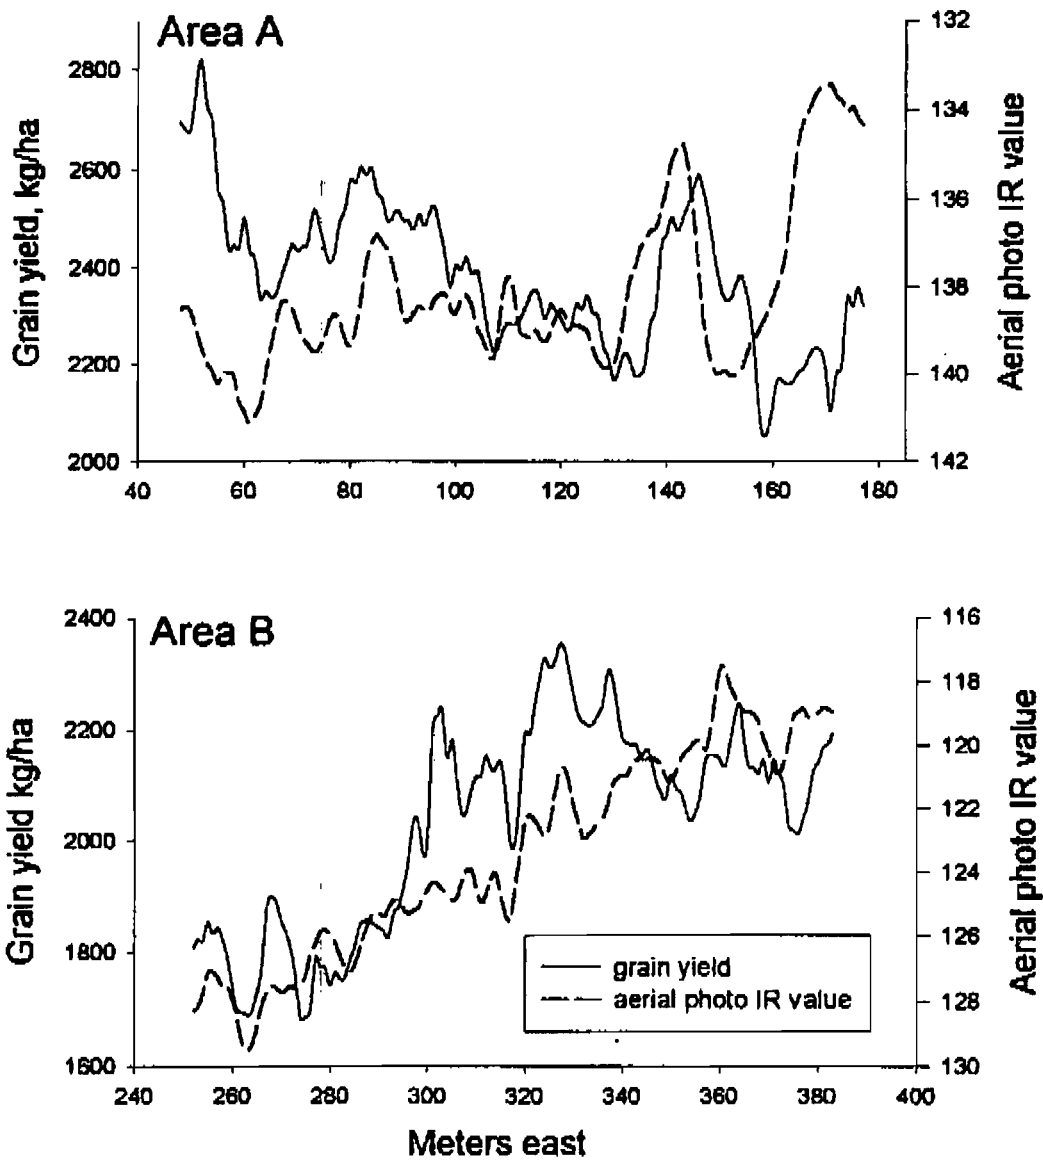 Area A
Grain yield, kg/ha
2800
2600
2400
2200
2000
132
134
136
138
140
142
Aerial photo IR value
40 60 80 100 120 140 160 180
Area B
Grain yield kg/ha
2400
2200
2000
1800
1600
116
118
120
122
124
126
128
130
Aerial photo IR value
grain yield
aerial photo IR value
240 260 280 300 320 340 360 380 400
Meters east